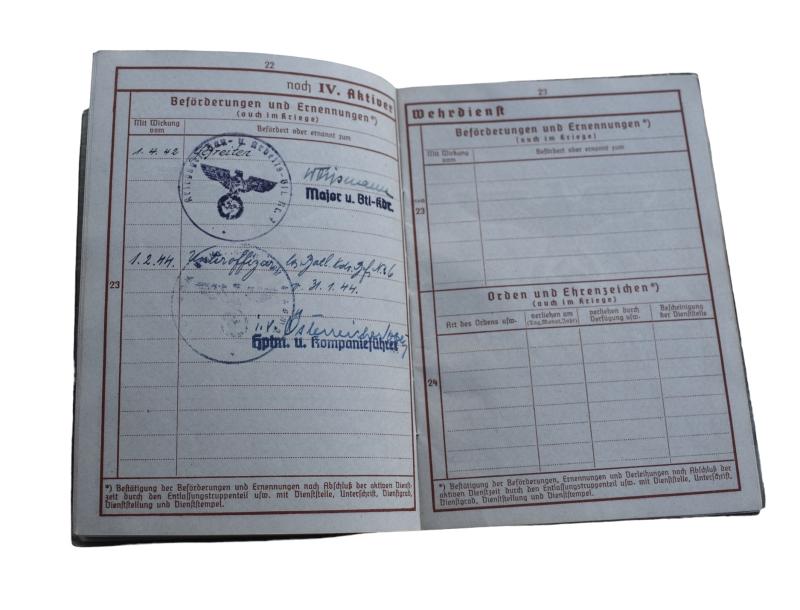 22
noch IV. Aktiver
Beförderungen und Ernennungen*)
(auch im Kriege)
Mit Wirkung
vom
Befördert oder ernannt zum
1.4.42
Gefreiter
Major u. Btl-Kdr.
1.2.44. Unteroffizier
31.1.44.
23
i.V.
Hptm. u. Kompanieführer
*) Bestätigung der Beförderungen und Ernennungen nach Abschluß der aktiven Dienst-
zeit durch den Entlassungstruppenteil usw. mit Dienststelle, Unterschrift, Dienstgrad,
Dienststellung und Dienststempel.
23
Wehrdienst
Beförderungen und Ernennungen*)
(auch im Kriege)
Mit Wirkung
vom
Befördert oder ernannt zum
noch
23
Orden und Ehrenzeichen*)
(auch im Kriege)
Art des Ordens usw.
verliehen am
(Tag, Monat, Jahr)
verliehen durch
Verfügung usw.
Bescheinigung
der Dienststelle
24
*) Bestätigung der Beförderungen, Ernennungen und Verleihungen nach Abschluß der
aktiven Dienstzeit durch den Entlassungstruppenteil usw. mit Dienststelle, Unterschrift,
Dienstgrad, Dienststellung und Dienststempel.